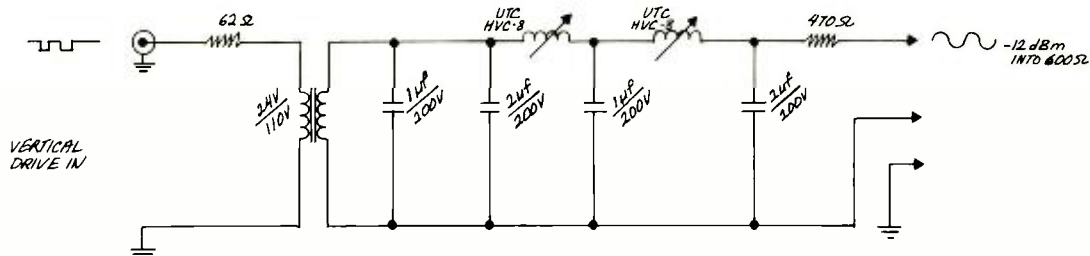 62Ω
UTC
HVC-8
UTC
HVC-8
470Ω
-12 dBm
INTO 600Ω
24V
110V
1µf
200V
2µf
200V
1µf
200V
2µf
200V
VERTICAL
DRIVE IN